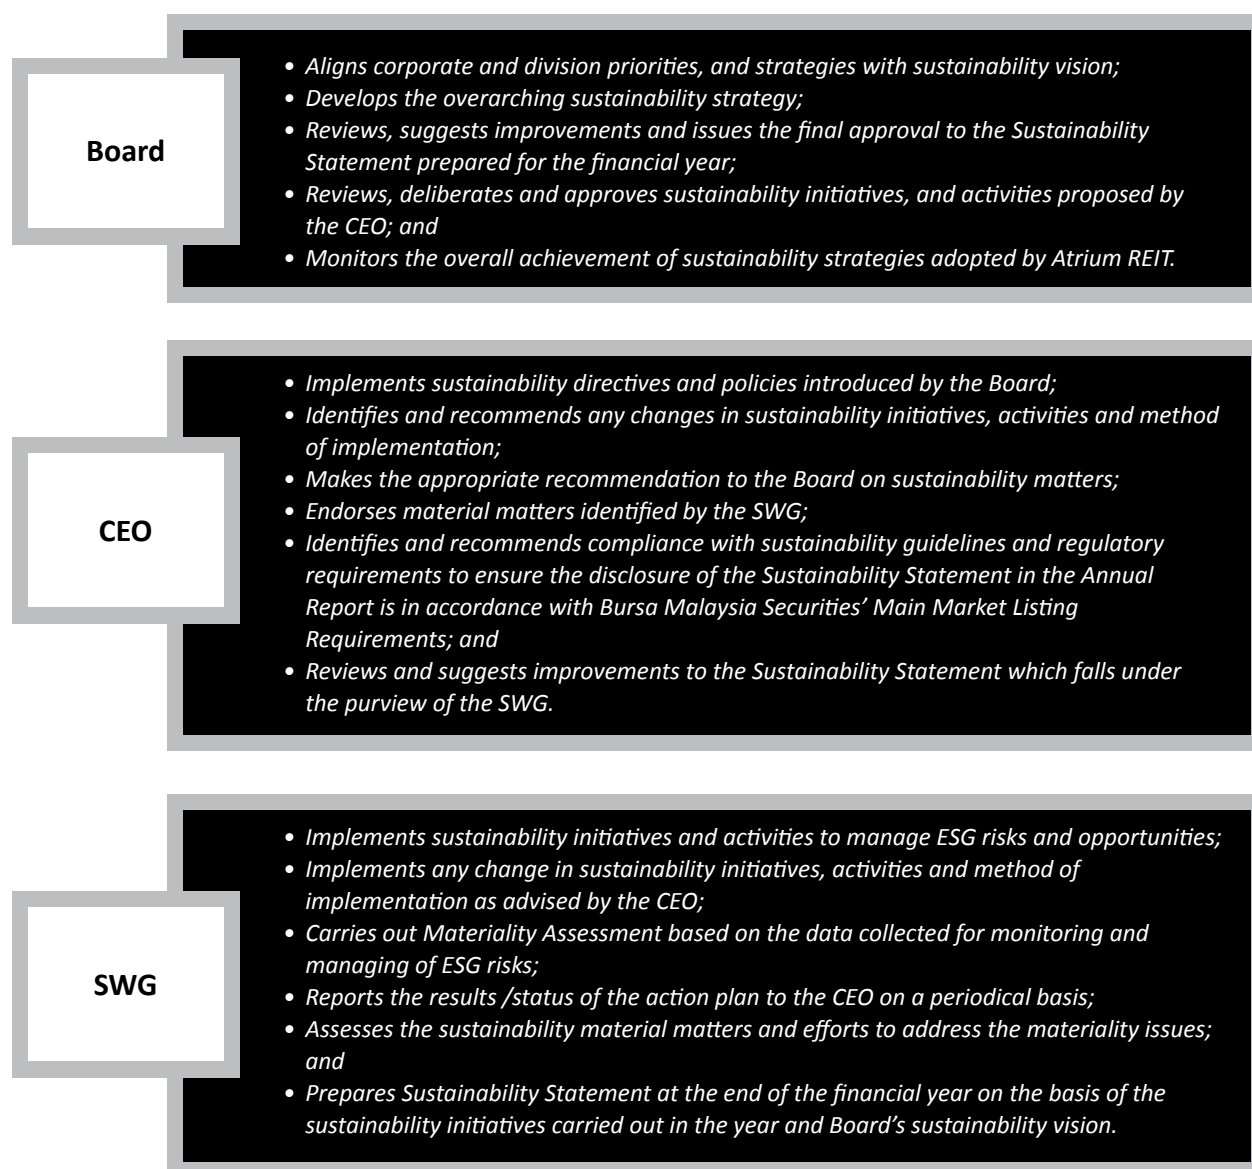 Board
• Aligns corporate and division priorities, and strategies with sustainability vision;
• Develops the overarching sustainability strategy;
• Reviews, suggests improvements and issues the final approval to the Sustainability
Statement prepared for the financial year;
• Reviews, deliberates and approves sustainability initiatives, and activities proposed by
the CEO; and
• Monitors the overall achievement of sustainability strategies adopted by Atrium REIT.
CEO
• Implements sustainability directives and policies introduced by the Board;
• Identifies and recommends any changes in sustainability initiatives, activities and method
of implementation;
• Makes the appropriate recommendation to the Board on sustainability matters;
• Endorses material matters identified by the SWG;
• Identifies and recommends compliance with sustainability guidelines and regulatory
requirements to ensure the disclosure of the Sustainability Statement in the Annual
Report is in accordance with Bursa Malaysia Securities’ Main Market Listing
Requirements; and
• Reviews and suggests improvements to the Sustainability Statement which falls under
the purview of the SWG.
SWG
• Implements sustainability initiatives and activities to manage ESG risks and opportunities;
• Implements any change in sustainability initiatives, activities and method of
implementation as advised by the CEO;
• Carries out Materiality Assessment based on the data collected for monitoring and
managing of ESG risks;
• Reports the results /status of the action plan to the CEO on a periodical basis;
• Assesses the sustainability material matters and efforts to address the materiality issues;
and
• Prepares Sustainability Statement at the end of the financial year on the basis of the
sustainability initiatives carried out in the year and Board’s sustainability vision.